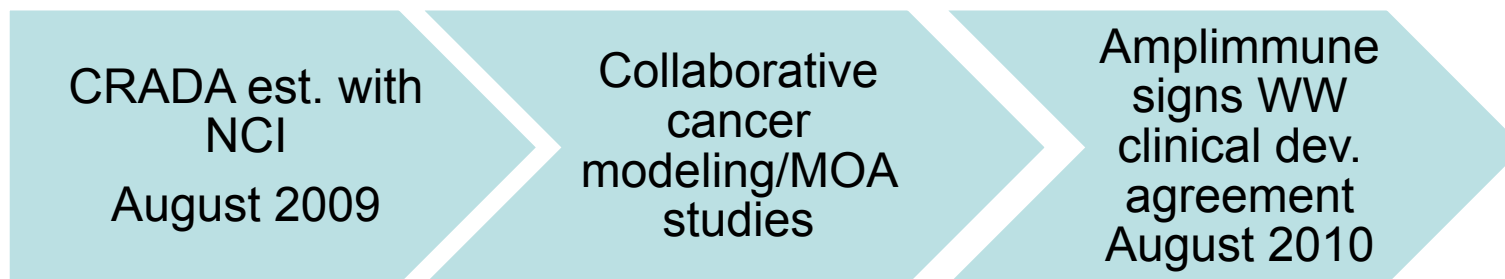 CRADA est. with
NCI
August 2009
Collaborative
cancer
modeling/MOA
studies
Amplimmune
signs WW
clinical dev.
agreement
August 2010